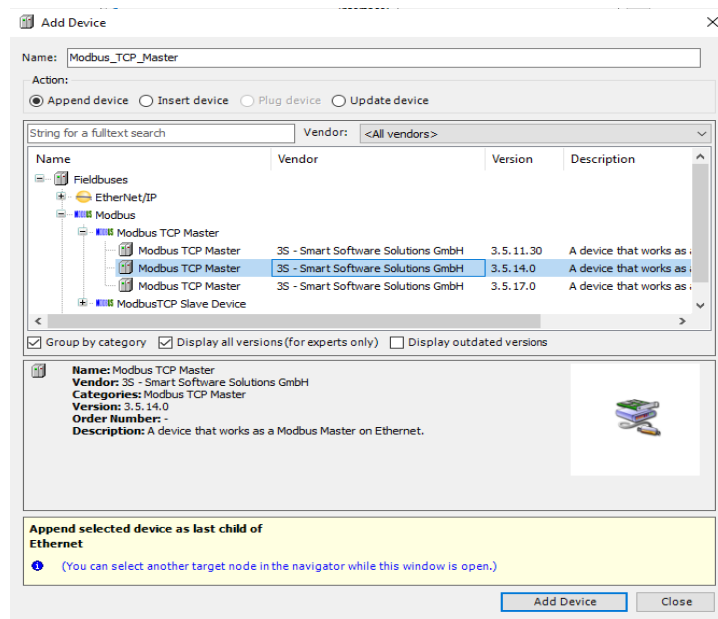 Add Device
Name: Modbus_TCP_Master
Action:
Append device Insert device Plug device Update device
String for a fulltext search Vendor: <All vendors>
Name Vendor Version Description
Fieldbuses
EtherNet/IP
Modbus
Modbus TCP Master
Modbus TCP Master 3S - Smart Software Solutions GmbH 3.5.11.30 A device that works as
Modbus TCP Master 3S - Smart Software Solutions GmbH 3.5.14.0 A device that works as
Modbus TCP Master 3S - Smart Software Solutions GmbH 3.5.17.0 A device that works as
ModbusTCP Slave Device
Group by category Display all versions (for experts only) Display outdated versions
Name: Modbus TCP Master
Vendor: 3S - Smart Software Solutions GmbH
Categories: Modbus TCP Master
Version: 3.5.14.0
Order Number: -
Description: A device that works as a Modbus Master on Ethernet.
Append selected device as last child of
Ethernet
(You can select another target node in the navigator while this window is open.)
Add Device Close